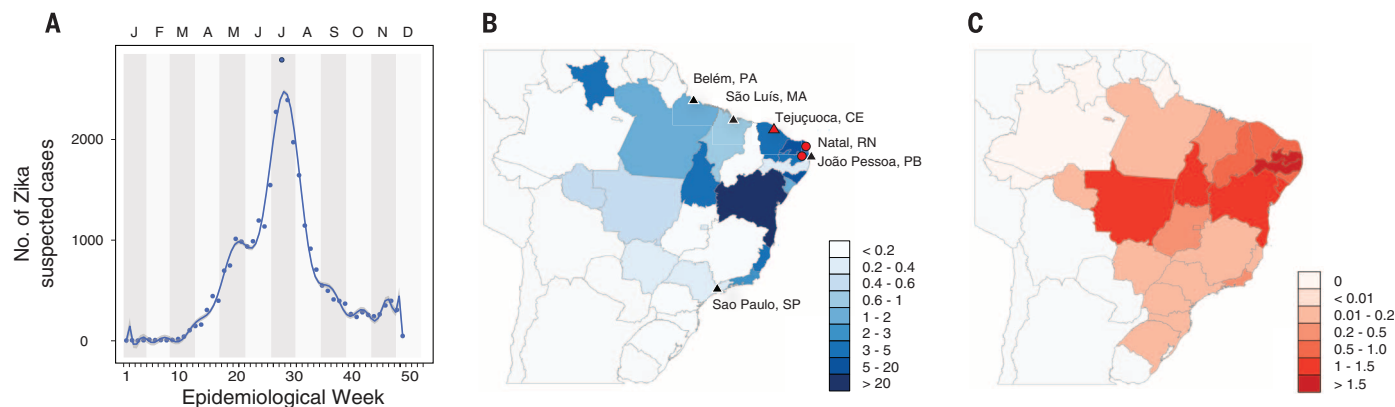 A
J F M A M J J A S O N D
No. of Zika
suspected cases
2000
1000
0
1 10 20 30 40 50
Epidemiological Week
B
Belém, PA
São Luís, MA
Tejuçuoca, CE
Natal, RN
João Pessoa, PB
Sao Paulo, SP
< 0.2
0.2 - 0.4
0.4 - 0.6
0.6 - 1
1 - 2
2 - 3
3 - 5
5 - 20
> 20
C
0
< 0.01
0.01 - 0.2
0.2 - 0.5
0.5 - 1.0
1 - 1.5
> 1.5